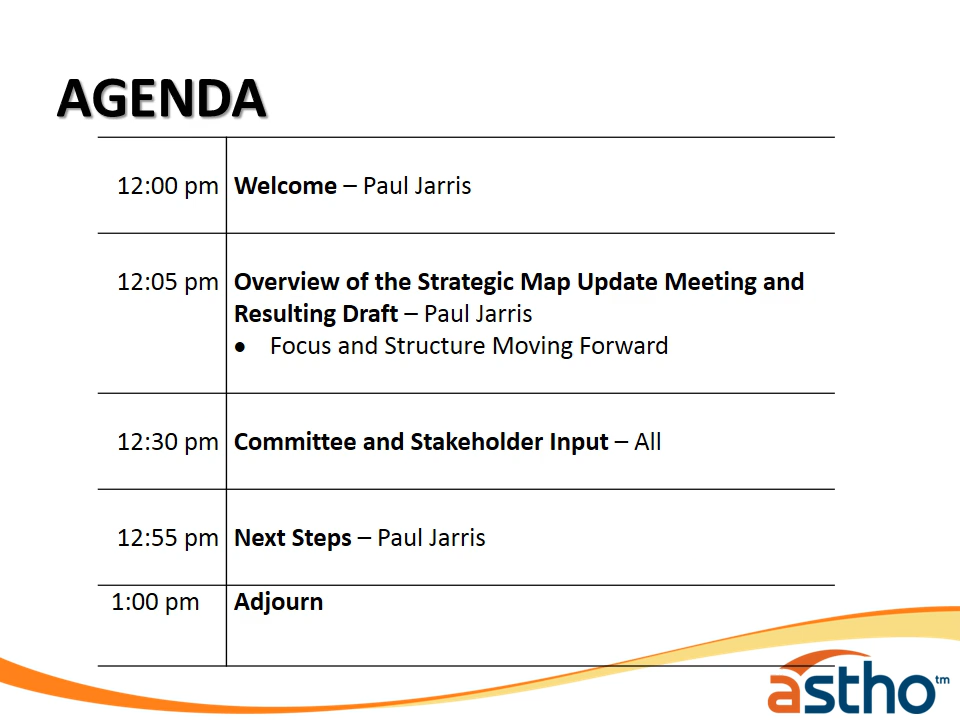 AGENDA
12:00 pm Welcome – Paul Jarris
12:05 pm Overview of the Strategic Map Update Meeting and
Resulting Draft – Paul Jarris
• Focus and Structure Moving Forward
12:30 pm Committee and Stakeholder Input – All
12:55 pm Next Steps – Paul Jarris
1:00 pm Adjourn
astho™